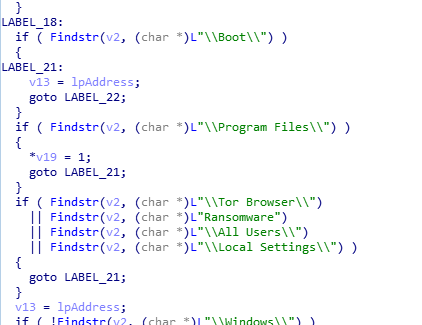 }
LABEL_18:
if ( Findstr(v2, (char *)L"\\Boot\\") )
{
LABEL_21:
v13 = lpAddress;
goto LABEL_22;
}
if ( Findstr(v2, (char *)L"\\Program Files\\") )
{
*v19 = 1;
goto LABEL_21;
}
if ( Findstr(v2, (char *)L"\\Tor Browser\\")
|| Findstr(v2, (char *)L"Ransomware")
|| Findstr(v2, (char *)L"\\All Users\\")
|| Findstr(v2, (char *)L"\\Local Settings\\") )
{
goto LABEL_21;
}
v13 = lpAddress;
if ( !Findstr(v2, (char *)L"\\Windows\\") )